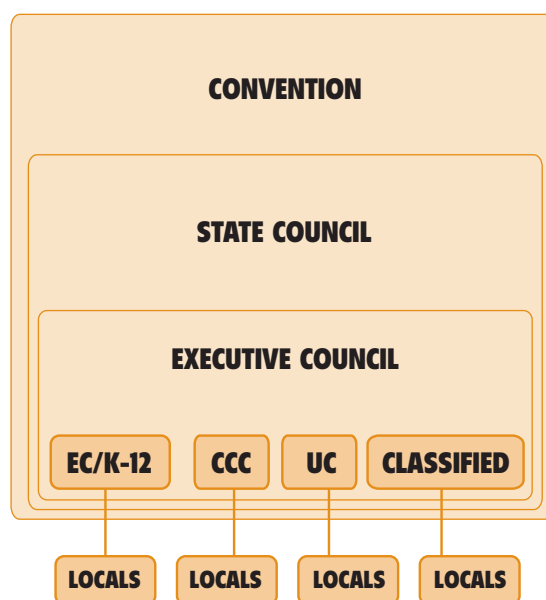 CONVENTION
STATE COUNCIL
EXECUTIVE COUNCIL
EC/K-12 CCC UC CLASSIFIED
LOCALS LOCALS LOCALS LOCALS